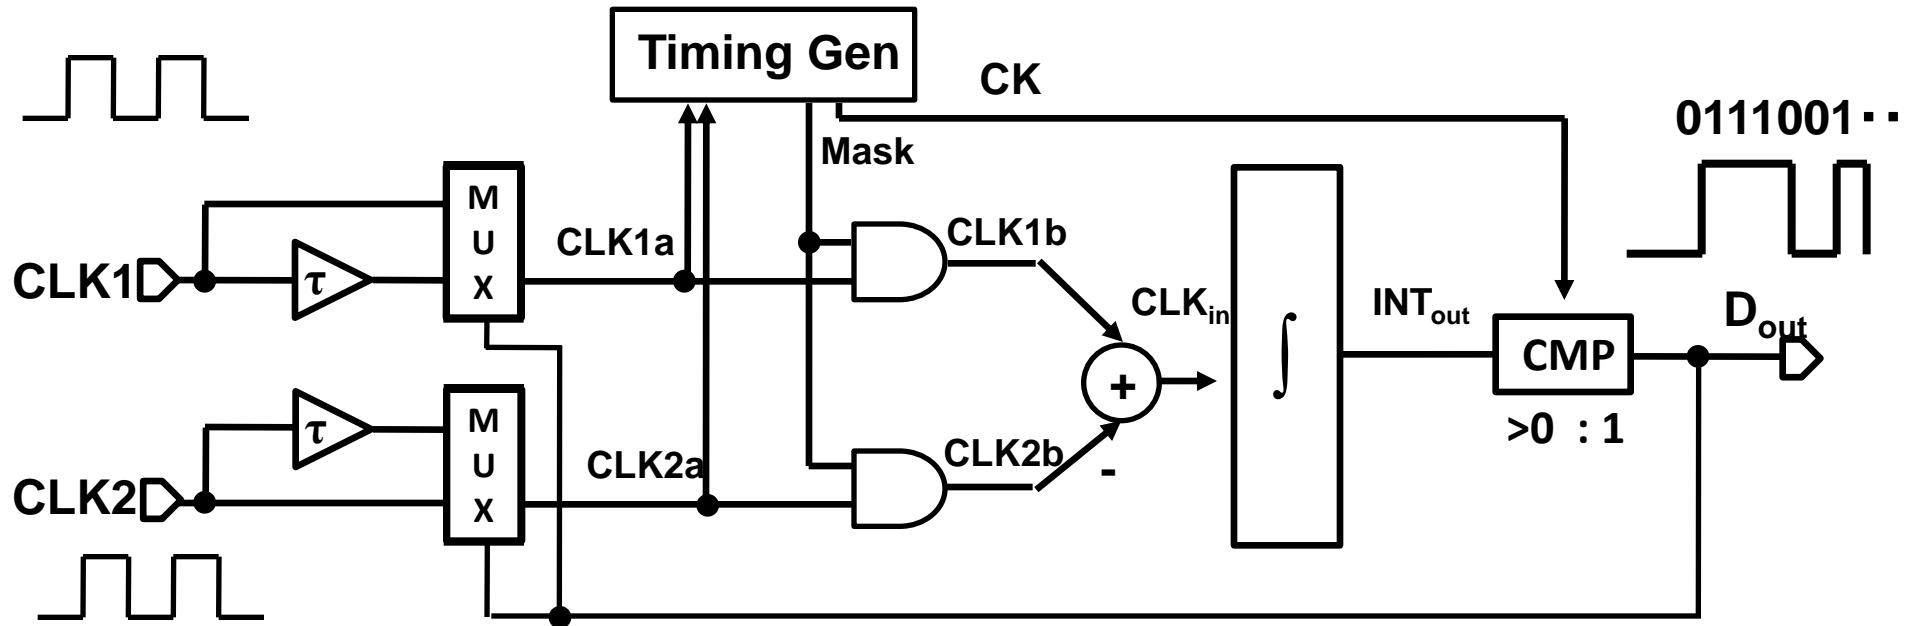 Timing Gen
CK
0111001··
Mask
M
U
X
CLK1a
CLK1b
CLK1
τ
CLKin
INTout
Dout
∫
CMP
+
>0 : 1
τ
M
U
X
CLK2a
CLK2b
-
CLK2